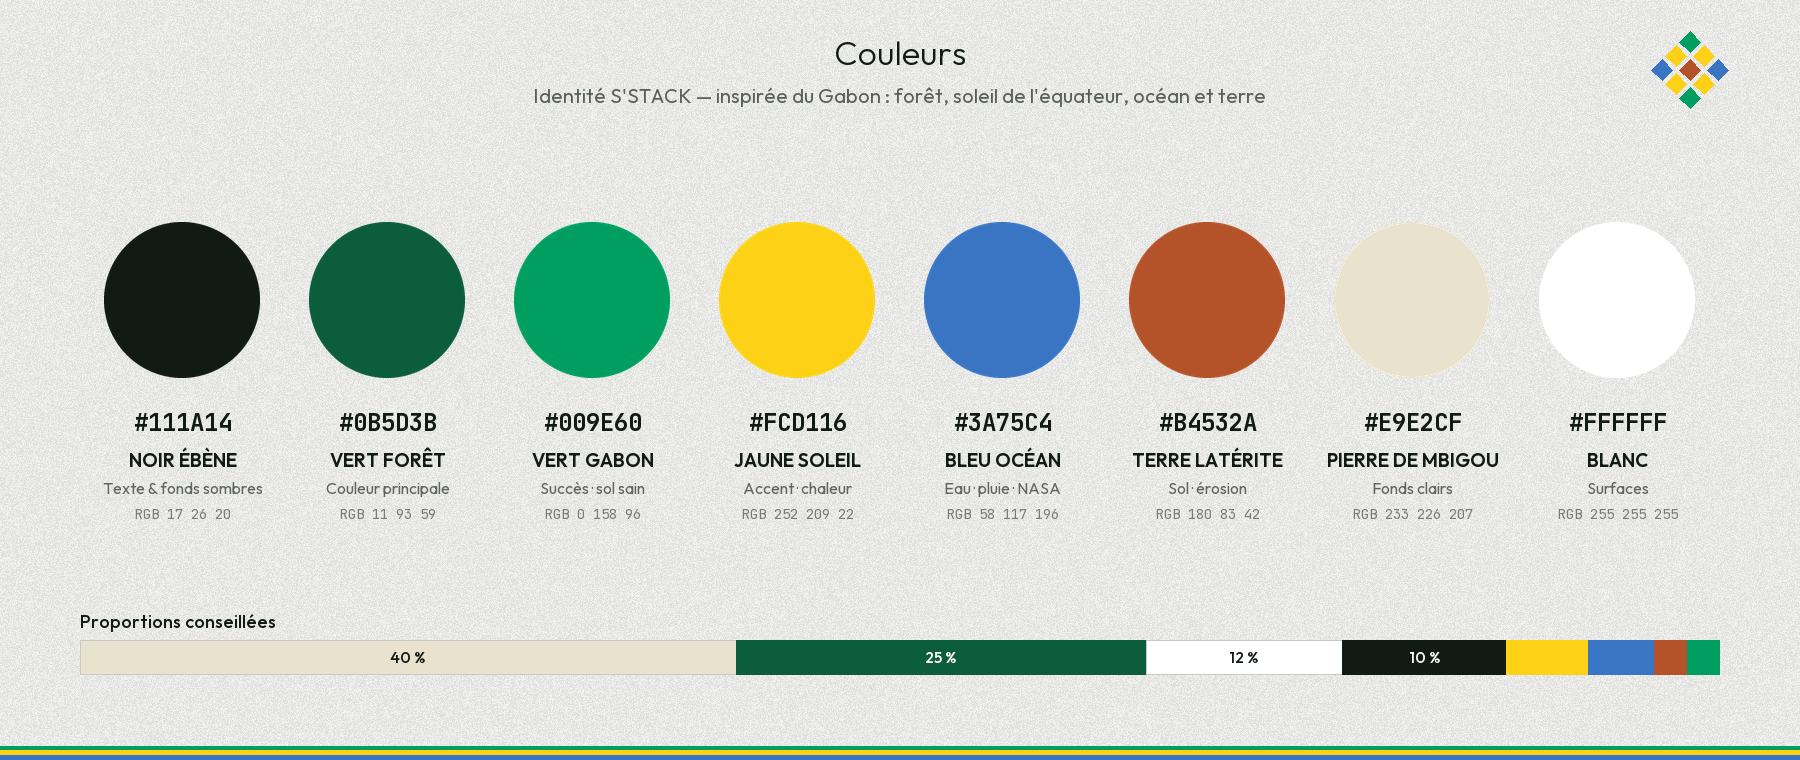 Couleurs
Identité S'STACK — inspirée du Gabon : forêt, soleil de l'équateur, océan et terre
#111A14
NOIR ÉBÈNE
Texte & fonds sombres
RGB 17 26 20
#0B5D3B
VERT FORÊT
Couleur principale
RGB 11 93 59
#009E60
VERT GABON
Succès · sol sain
RGB 0 158 96
#FCD116
JAUNE SOLEIL
Accent · chaleur
RGB 252 209 22
#3A75C4
BLEU OCÉAN
Eau · pluie · NASA
RGB 58 117 196
#B4532A
TERRE LATÉRITE
Sol · érosion
RGB 180 83 42
#E9E2CF
PIERRE DE MBIGOU
Fonds clairs
RGB 233 226 207
#FFFFFF
BLANC
Surfaces
RGB 255 255 255
Proportions conseillées
40 %
25 %
12 %
10 %